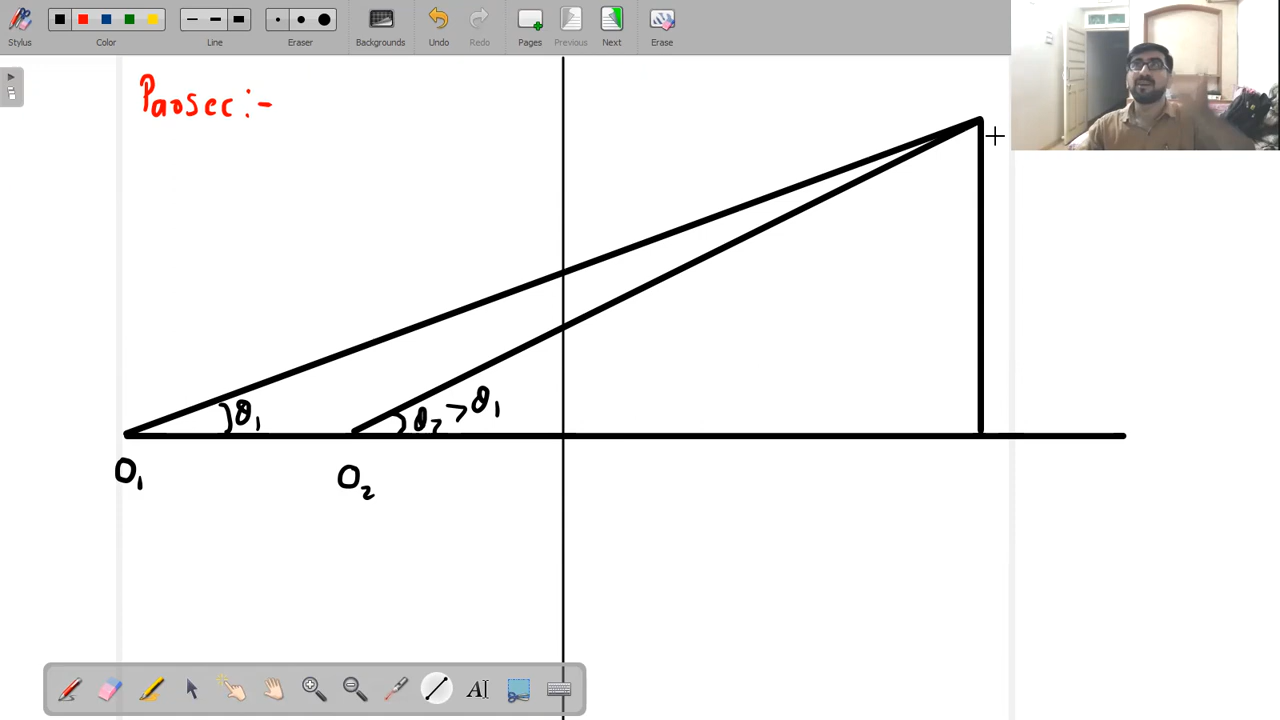 Stylus
Color
Line
Eraser
Backgrounds
Undo
Redo
Pages
Previous
Next
Erase
Parsec :-
θ₁
θ₂ > θ₁
O₁
O₂